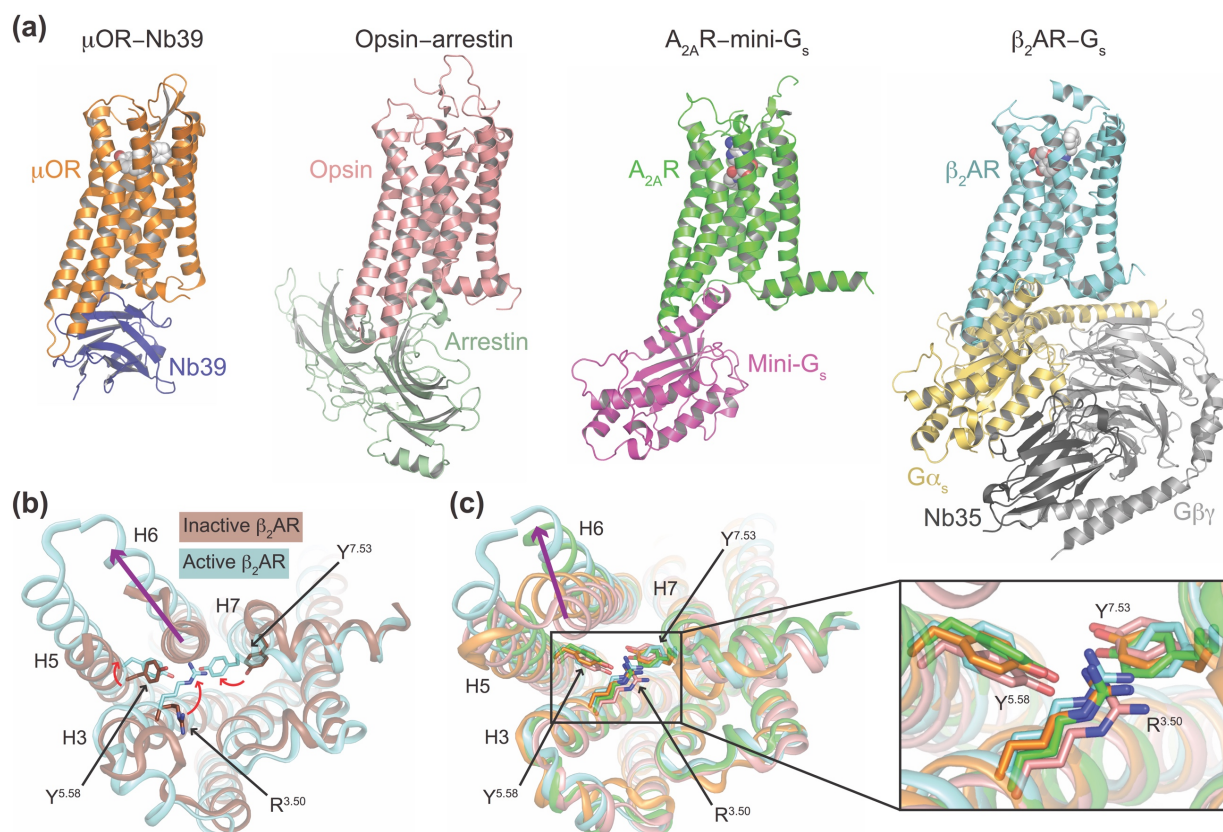 (a)
μOR–Nb39
Opsin–arrestin
A₂ₐR–mini-Gₛ
β₂AR–Gₛ
μOR
Opsin
A₂ₐR
β₂AR
Nb39
Arrestin
Mini-Gₛ
Gαₛ
Nb35
Gβγ
(b)
H6
Inactive β₂AR
Active β₂AR
Y⁷·⁵³
H7
H5
H3
Y⁵·⁵⁸
R³·⁵⁰
(c)
H6
Y⁷·⁵³
H7
H5
H3
Y⁵·⁵⁸
R³·⁵⁰
Y⁷·⁵³
Y⁵·⁵⁸
R³·⁵⁰